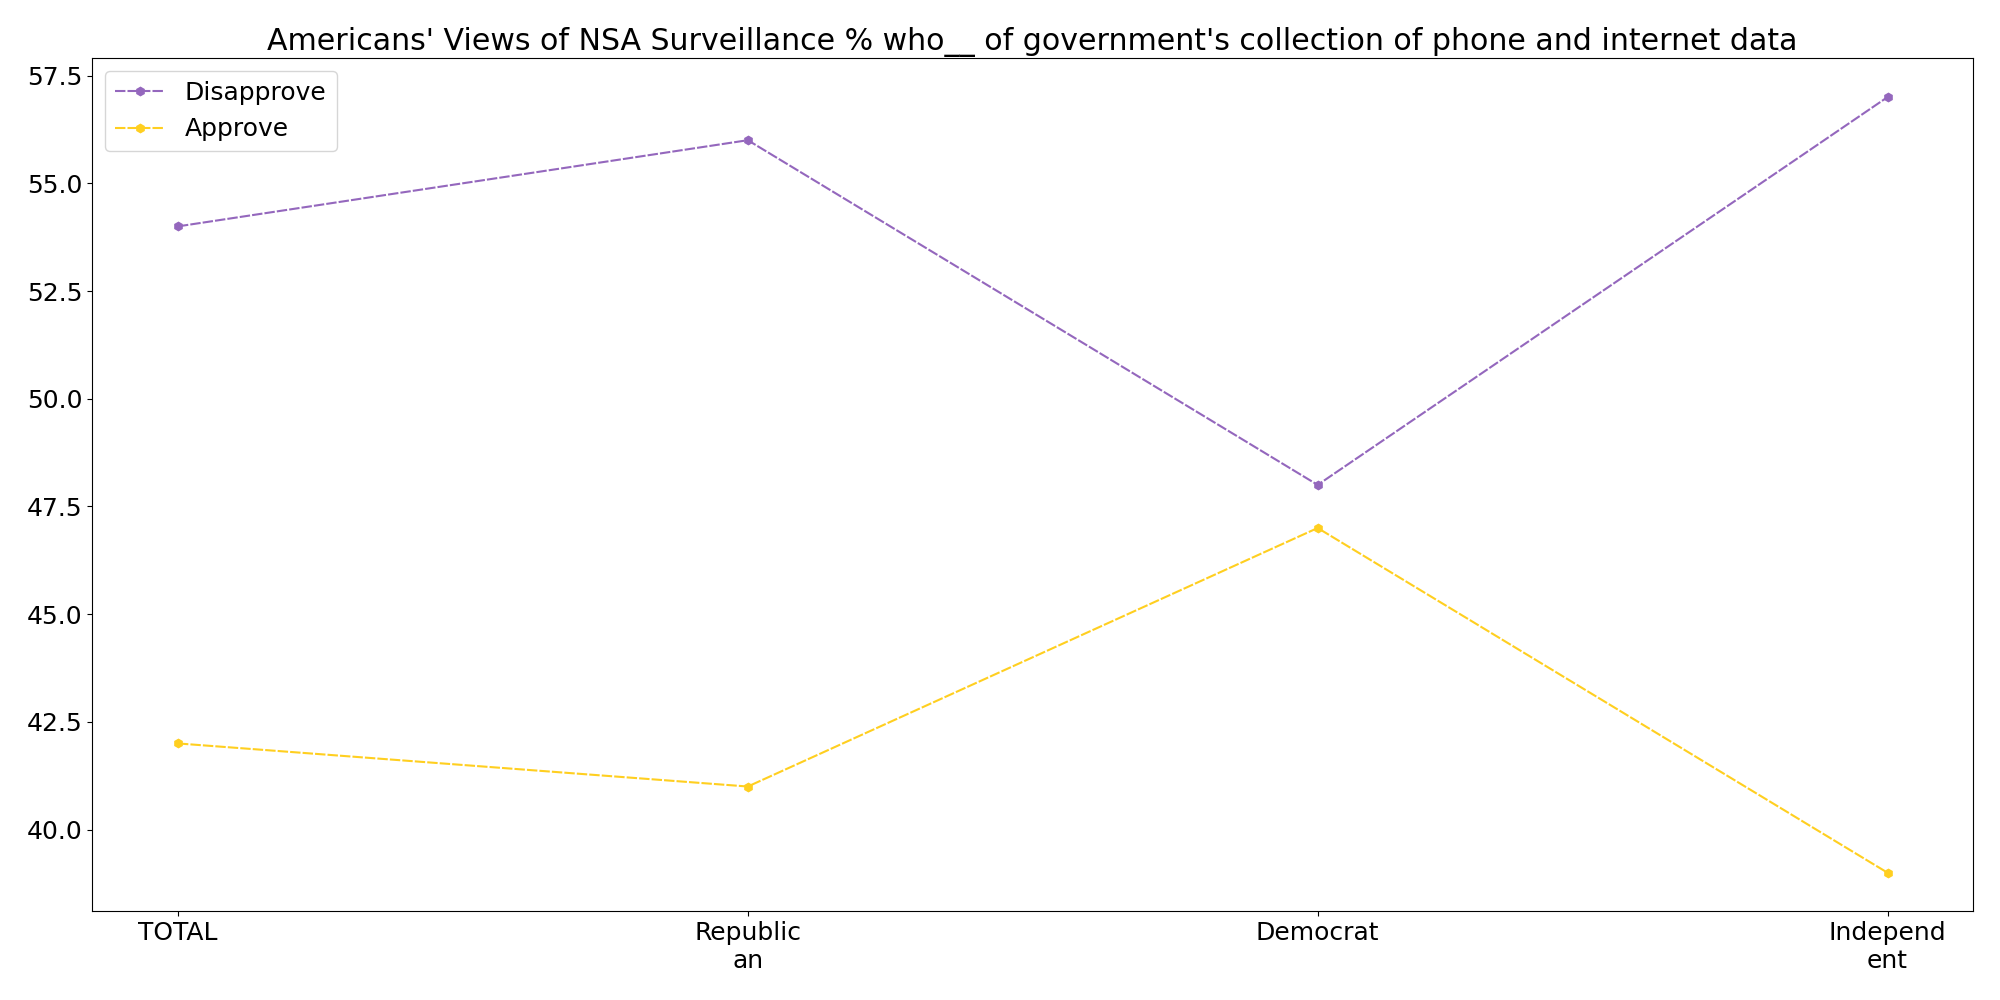 Americans' Views of NSA Surveillance % who__ of government's collection of phone and internet data
57.5
55.0
52.5
50.0
47.5
45.0
42.5
40.0
Disapprove
Approve
TOTAL
Republic
an
Democrat
Independ
ent